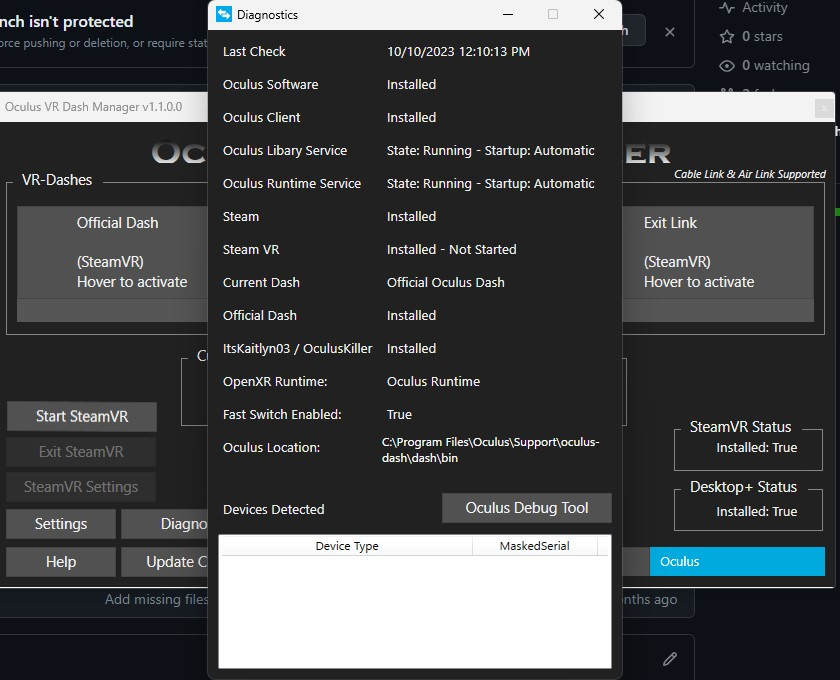 nch isn't protected
orce pushing or deletion, or require stat
Activity
0 stars
0 watching
Oculus VR Dash Manager v1.1.0.0
Cable Link & Air Link Supported
VR-Dashes
Official Dash
(SteamVR)
Hover to activate
Exit Link
(SteamVR)
Hover to activate
Start SteamVR
Exit SteamVR
SteamVR Settings
Settings
Diagno
Help
Update C
SteamVR Status
Installed: True
Desktop+ Status
Installed: True
Oculus
Add missing files
nths ago
Diagnostics
Last Check 10/10/2023 12:10:13 PM
Oculus Software Installed
Oculus Client Installed
Oculus Libary Service State: Running - Startup: Automatic
Oculus Runtime Service State: Running - Startup: Automatic
Steam Installed
Steam VR Installed - Not Started
Current Dash Official Oculus Dash
Official Dash Installed
ItsKaitlyn03 / OculusKiller Installed
OpenXR Runtime: Oculus Runtime
Fast Switch Enabled: True
Oculus Location: C:\Program Files\Oculus\Support\oculus-
dash\dash\bin
Devices Detected
Oculus Debug Tool
Device Type MaskedSerial